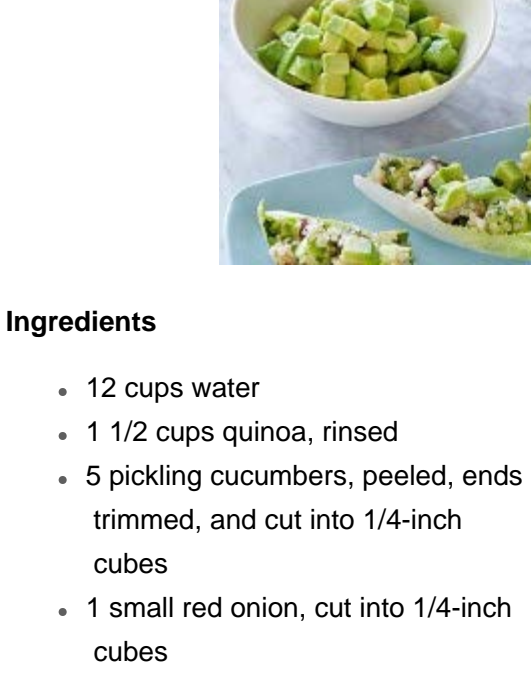 Ingredients
12 cups water
1 1/2 cups quinoa, rinsed
5 pickling cucumbers, peeled, ends
trimmed, and cut into 1/4-inch
cubes
1 small red onion, cut into 1/4-inch
cubes